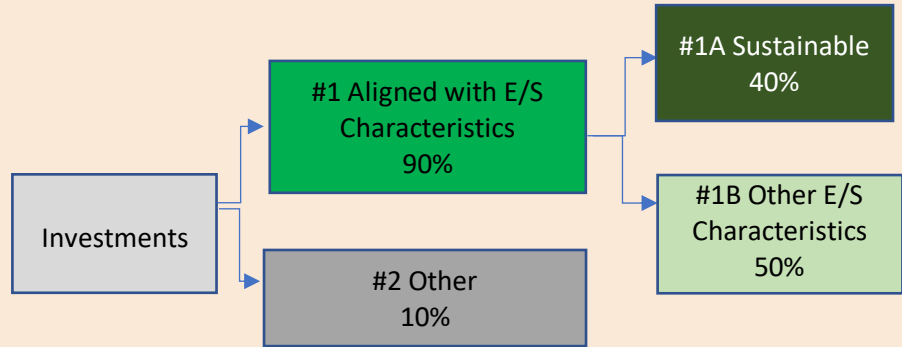 Investments
#1 Aligned with E/S
Characteristics
90%
#2 Other
10%
#1A Sustainable
40%
#1B Other E/S
Characteristics
50%